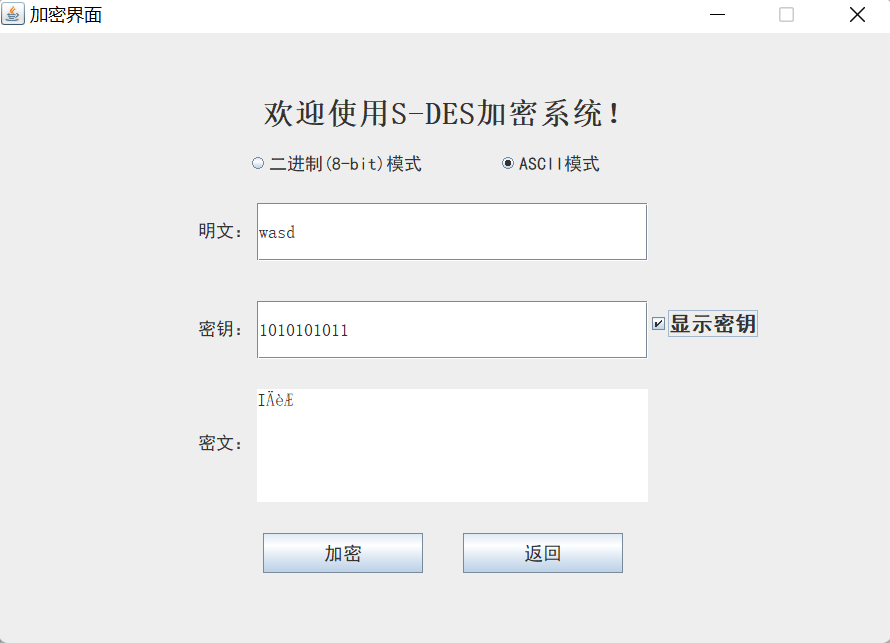 加密界面
欢迎使用S-DES加密系统!
二进制(8-bit)模式 ASCII模式
明文: wasd
密钥: 1010101011 显示密钥
密文: IÄèÆ
加密 返回